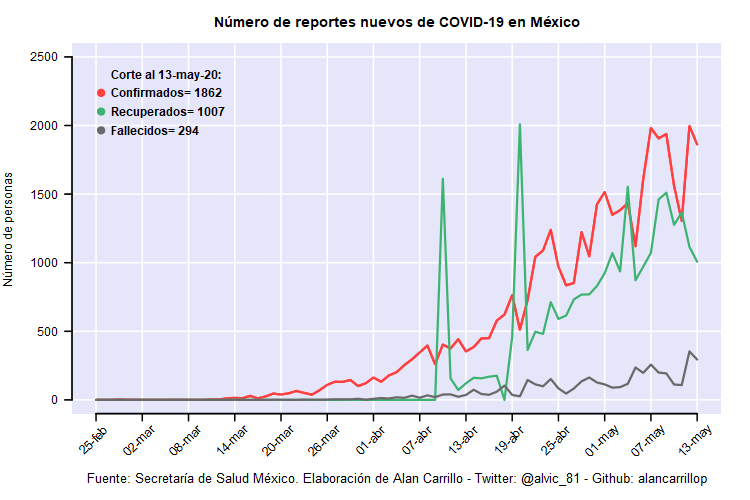 Número de reportes nuevos de COVID-19 en México
Número de personas
2500
2000
1500
1000
500
0
Corte al 13-may-20:
Confirmados= 1862
Recuperados= 1007
Fallecidos= 294
25-feb
02-mar
08-mar
14-mar
20-mar
26-mar
01-abr
07-abr
13-abr
19-abr
25-abr
01-may
07-may
13-may
Fuente: Secretaría de Salud México. Elaboración de Alan Carrillo - Twitter: @alvic_81 - Github: alancarrillop